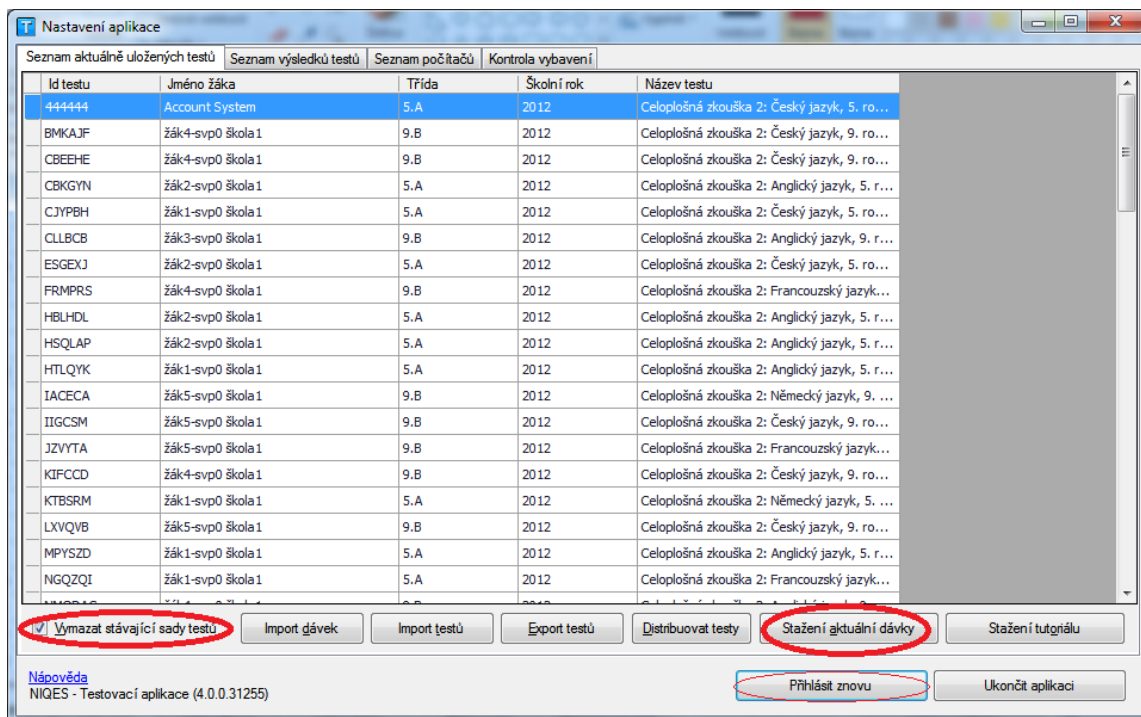 Nastavení aplikace
Seznam aktuálně uložených testů Seznam výsledků testů Seznam počítačů Kontrola vybavení
Id testu Jméno žáka Třída Školní rok Název testu
444444 Account System 5.A 2012 Celoplošná zkouška 2: Český jazyk, 5. ro...
BMKAJF žák4-svp0 škola1 9.B 2012 Celoplošná zkouška 2: Český jazyk, 9. ro...
CBEEHE žák4-svp0 škola1 9.B 2012 Celoplošná zkouška 2: Český jazyk, 9. ro...
CBKGYN žák2-svp0 škola1 5.A 2012 Celoplošná zkouška 2: Anglický jazyk, 5. r...
CJYPBH žák1-svp0 škola1 5.A 2012 Celoplošná zkouška 2: Český jazyk, 5. ro...
CLLBCB žák3-svp0 škola1 9.B 2012 Celoplošná zkouška 2: Anglický jazyk, 9. r...
ESGEXJ žák2-svp0 škola1 5.A 2012 Celoplošná zkouška 2: Český jazyk, 5. ro...
FRMPRS žák4-svp0 škola1 9.B 2012 Celoplošná zkouška 2: Francouzský jazyk...
HBLHDL žák2-svp0 škola1 5.A 2012 Celoplošná zkouška 2: Anglický jazyk, 5. r...
HSQLAP žák2-svp0 škola1 5.A 2012 Celoplošná zkouška 2: Anglický jazyk, 5. r...
HTLQYK žák1-svp0 škola1 5.A 2012 Celoplošná zkouška 2: Anglický jazyk, 5. r...
IACECA žák5-svp0 škola1 9.B 2012 Celoplošná zkouška 2: Německý jazyk, 9. ...
IIGCSM žák5-svp0 škola1 9.B 2012 Celoplošná zkouška 2: Český jazyk, 9. ro...
JZVYTA žák5-svp0 škola1 9.B 2012 Celoplošná zkouška 2: Francouzský jazyk...
KIFCCD žák4-svp0 škola1 9.B 2012 Celoplošná zkouška 2: Český jazyk, 9. ro...
KTBSRM žák1-svp0 škola1 5.A 2012 Celoplošná zkouška 2: Německý jazyk, 5. ...
LXVQVB žák5-svp0 škola1 9.B 2012 Celoplošná zkouška 2: Český jazyk, 9. ro...
MPYSZD žák1-svp0 škola1 5.A 2012 Celoplošná zkouška 2: Anglický jazyk, 5. r...
NGQZQI žák1-svp0 škola1 5.A 2012 Celoplošná zkouška 2: Francouzský jazyk...
Vymazat stávající sady testů Import dávek Import testů Export testů Distribuovat testy Stažení aktuální dávky Stažení tutoriálu
Nápověda
NIQES - Testovací aplikace (4.0.0.31255) Přihlásit znovu Ukončit aplikaci